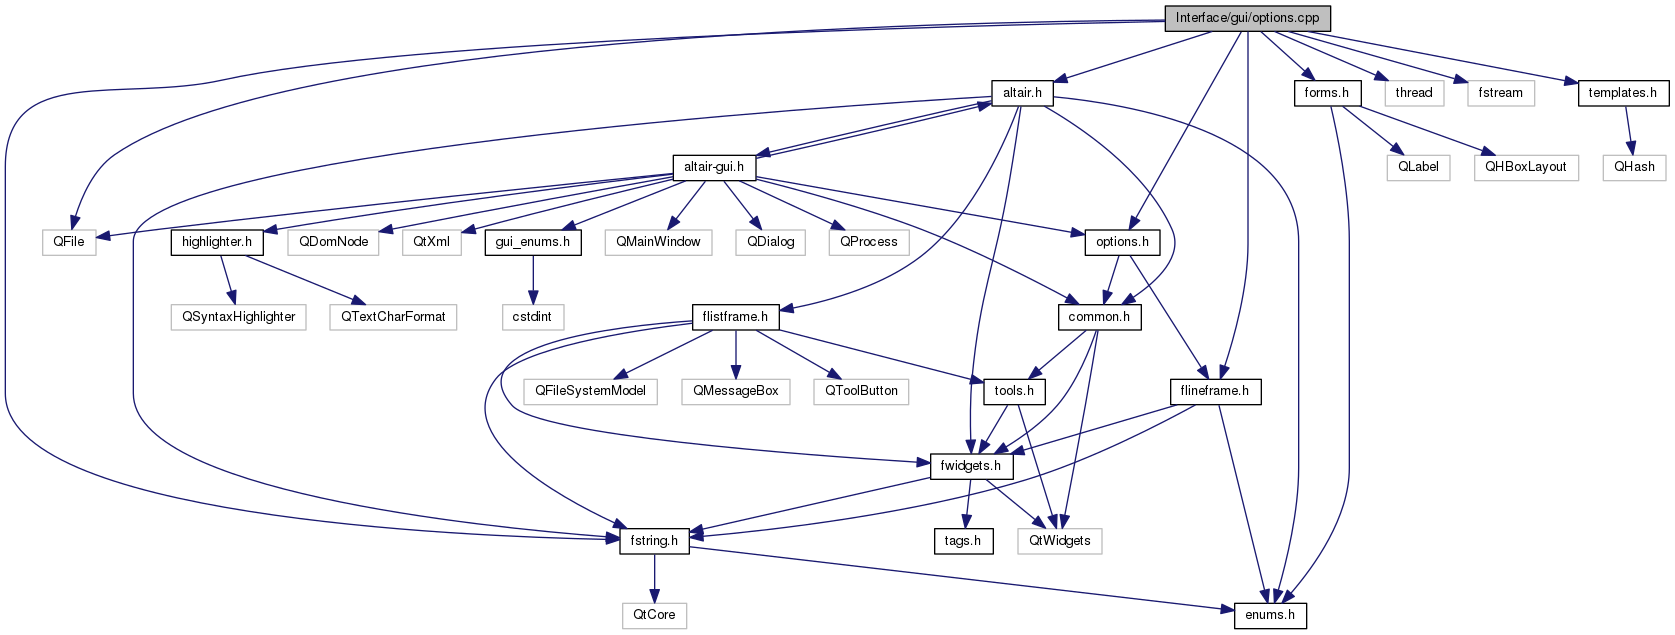 Interface/gui/options.cpp
altair.h
forms.h
thread
fstream
templates.h
altair-gui.h
QLabel
QHBoxLayout
QHash
QFile
highlighter.h
QDomNode
QtXml
gui_enums.h
QMainWindow
QDialog
QProcess
options.h
QSyntaxHighlighter
QTextCharFormat
cstdint
flistframe.h
common.h
QFileSystemModel
QMessageBox
QToolButton
tools.h
flineframe.h
fwidgets.h
fstring.h
tags.h
QtWidgets
QtCore
enums.h